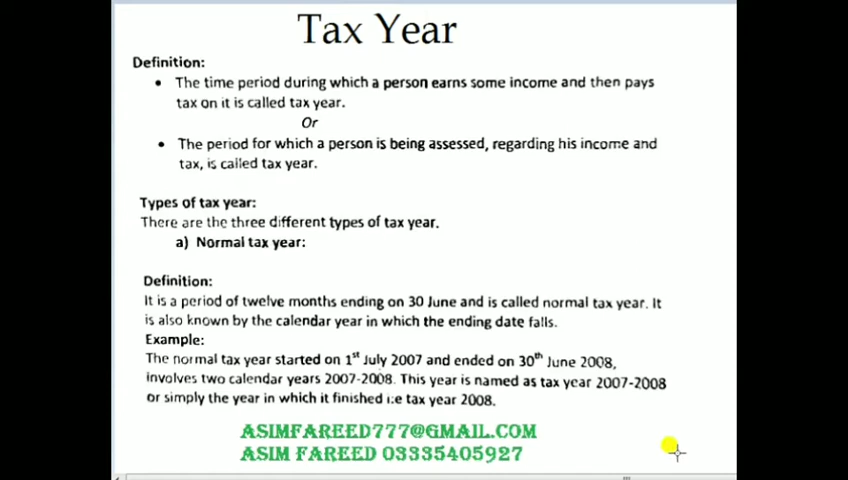 Tax Year
Definition:
• The time period during which a person earns some income and then pays
tax on it is called tax year.
Or
• The period for which a person is being assessed, regarding his income and
tax, is called tax year.
Types of tax year:
There are the three different types of tax year.
a) Normal tax year:
Definition:
It is a period of twelve months ending on 30 June and is called normal tax year. It
is also known by the calendar year in which the ending date falls.
Example:
The normal tax year started on 1st July 2007 and ended on 30th June 2008,
involves two calendar years 2007-2008. This year is named as tax year 2007-2008
or simply the year in which it finished i:e tax year 2008.
ASIMFAREED777@GMAIL.COM
ASIM FAREED 03335405927